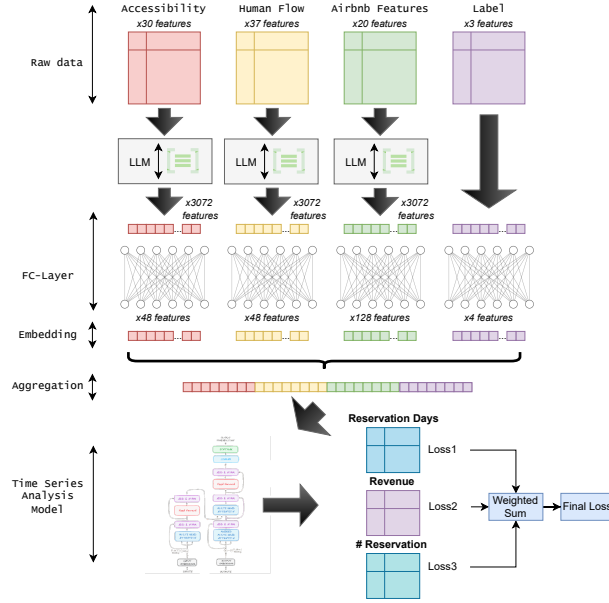 Accessibility
Human Flow
Airbnb Features
Label
x30 features
x37 features
x20 features
x3 features
Raw data
LLM
LLM
LLM
x3072
features
x3072
features
x3072
features
FC-Layer
x48 features
x48 features
x128 features
x4 features
Embedding
Aggregation
Reservation Days
Loss1
Time Series
Analysis
Model
Revenue
Loss2
Weighted
Sum
Final Loss
# Reservation
Loss3